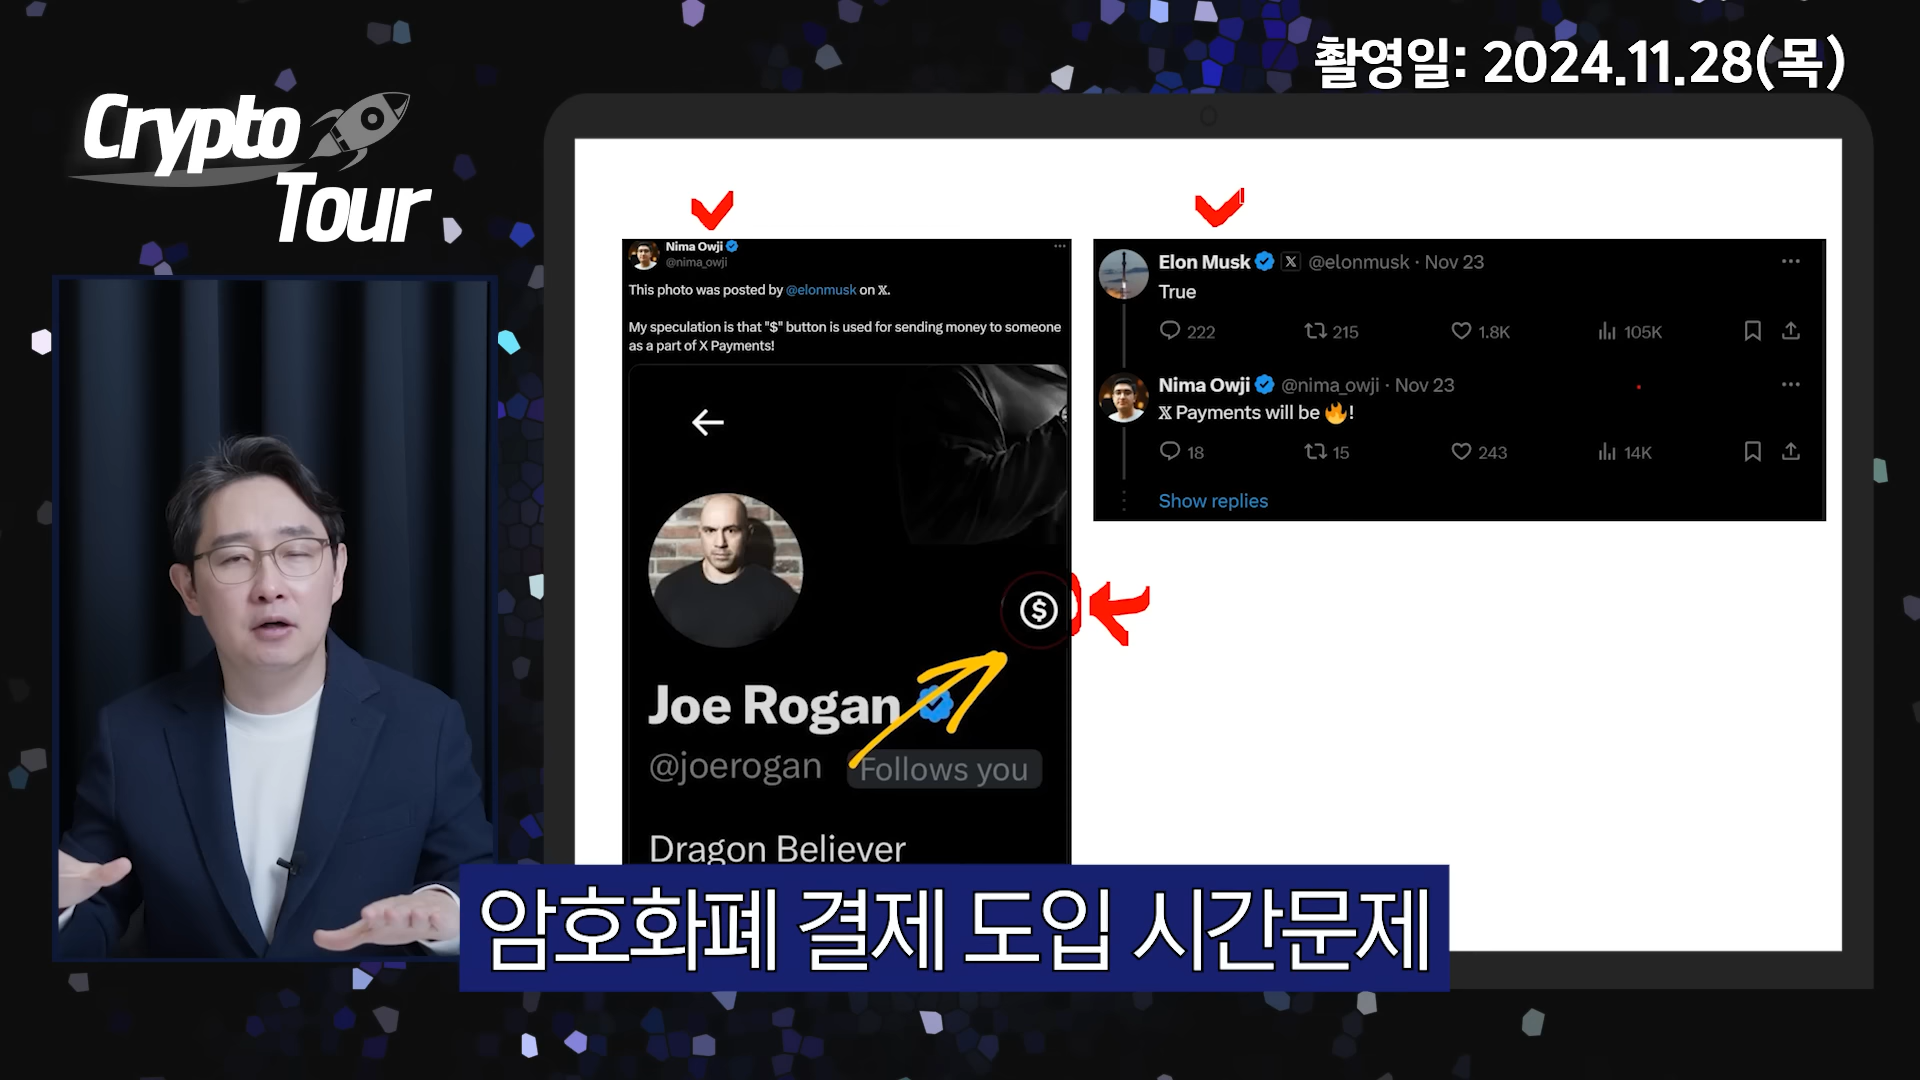 촬영일: 2024.11.28(목)
Crypto
Tour
Nima Owji
@nima_owji
This photo was posted by @elonmusk on 𝕏.
My speculation is that "$" button is used for sending money to someone
as a part of X Payments!
$
Joe Rogan
@joerogan Follows you
Dragon Believer
Elon Musk X @elonmusk · Nov 23
True
222 215 1.8K 105K
Nima Owji @nima_owji · Nov 23
𝕏 Payments will be 🔥!
18 15 243 14K
Show replies
암호화폐 결제 도입 시간문제